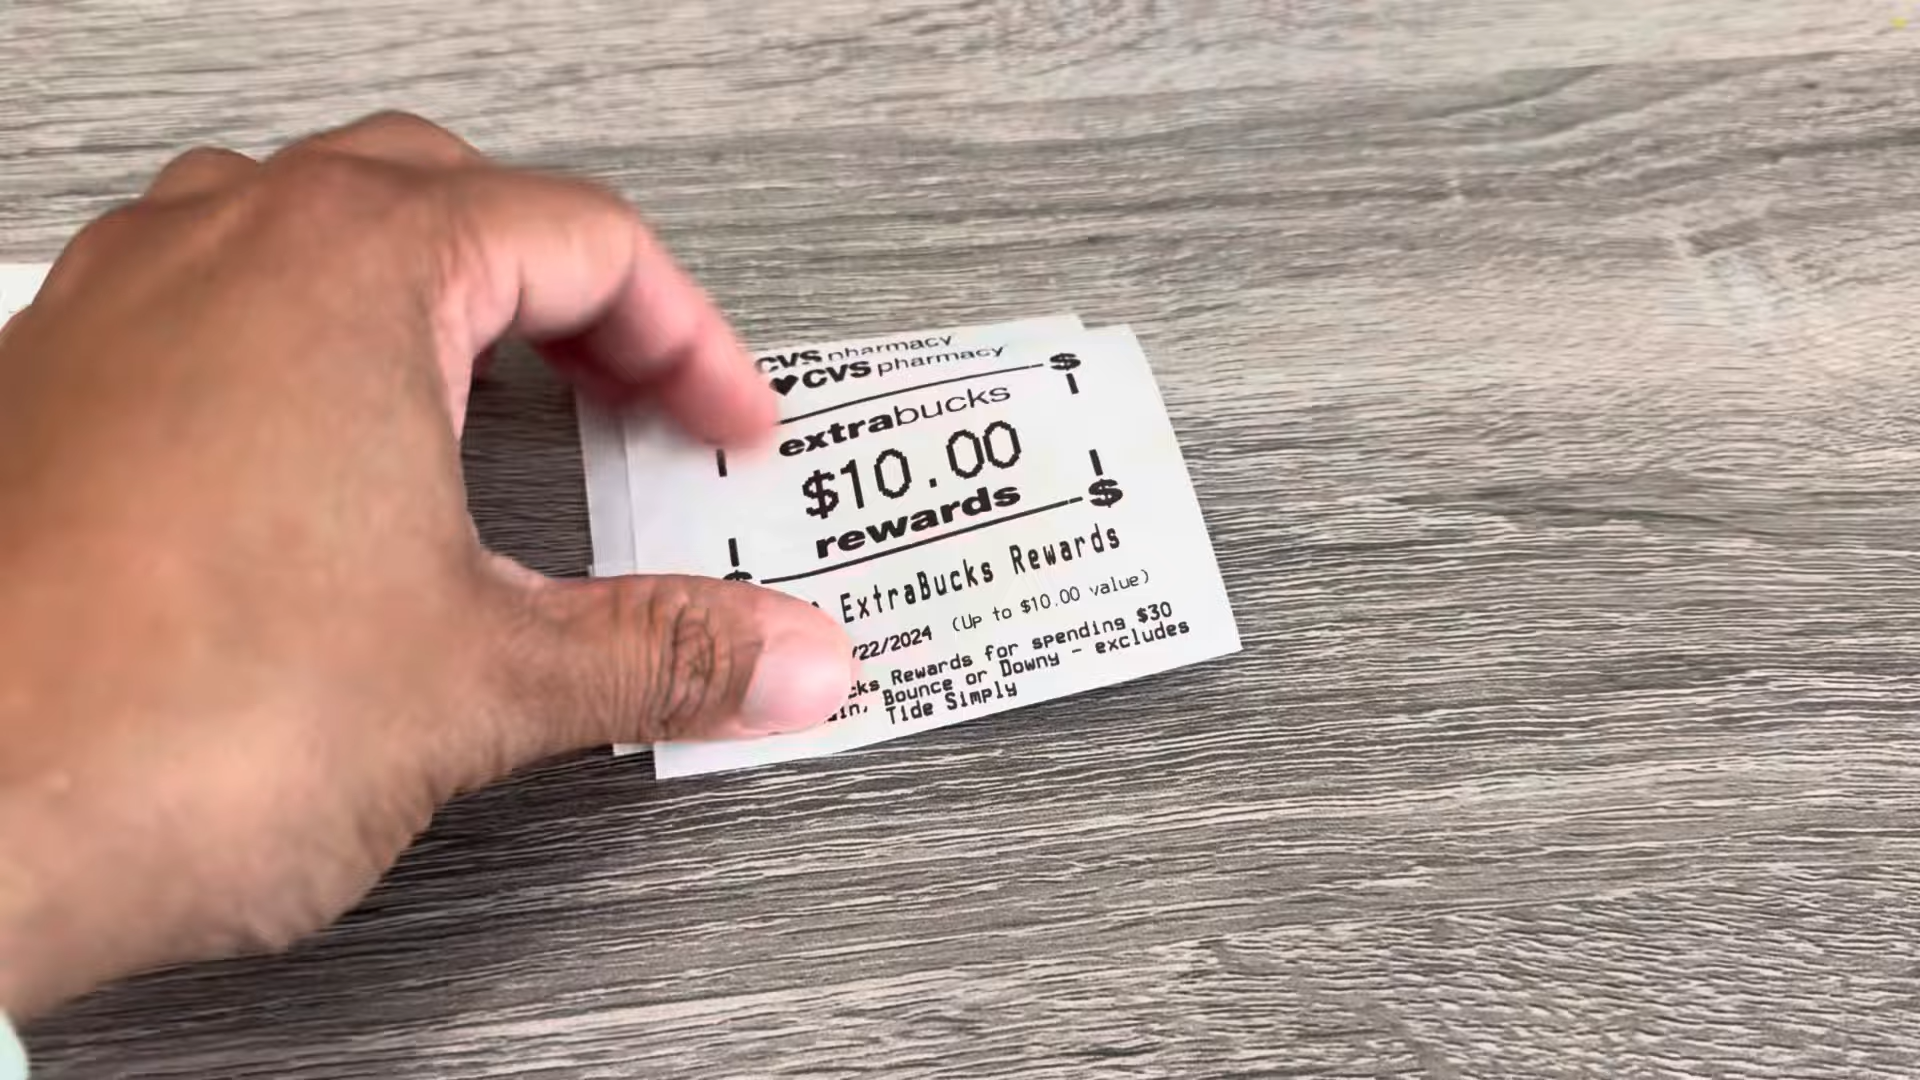 CVS pharmacy
CVS pharmacy
$
extrabucks
$10.00
rewards
$
$
ExtraBucks Rewards
/22/2024 (Up to $10.00 value)
cks Rewards for spending $30
in, Bounce or Downy - excludes
Tide Simply